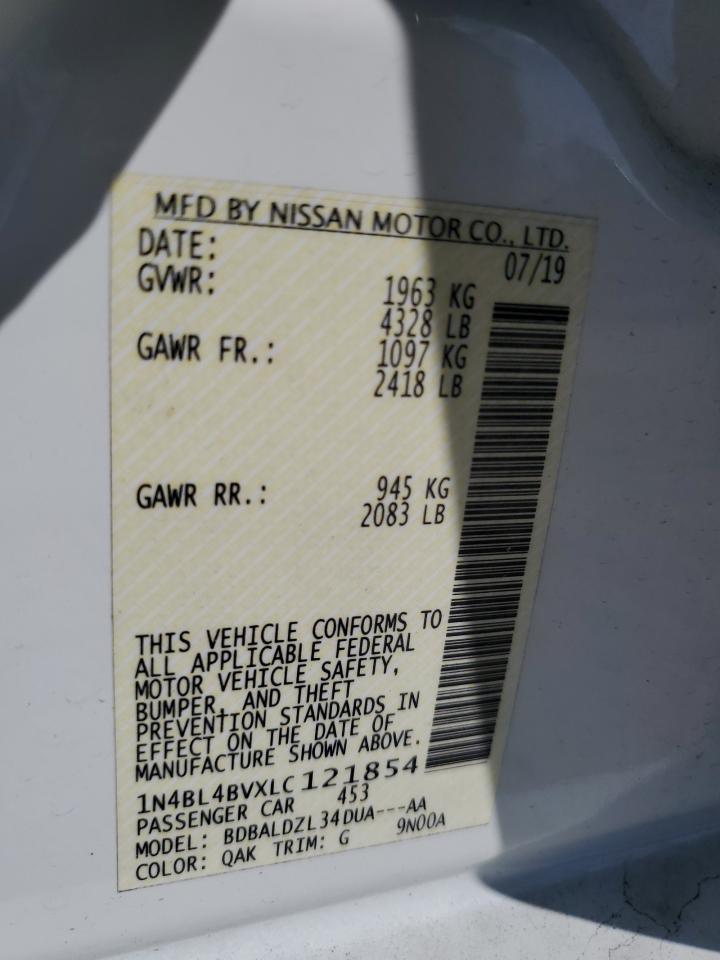 MFD BY NISSAN MOTOR CO., LTD.
DATE: 07/19
GVWR: 1963 KG
4328 LB
GAWR FR.: 1097 KG
2418 LB
GAWR RR.: 945 KG
2083 LB
THIS VEHICLE CONFORMS TO
ALL APPLICABLE FEDERAL
MOTOR VEHICLE SAFETY,
BUMPER, AND THEFT
PREVENTION STANDARDS IN
EFFECT ON THE DATE OF
MANUFACTURE SHOWN ABOVE.
1N4BL4BVXLC121854
PASSENGER CAR 453
MODEL: BDBALDZL34DUA---AA
COLOR: QAK TRIM: G 9N00A